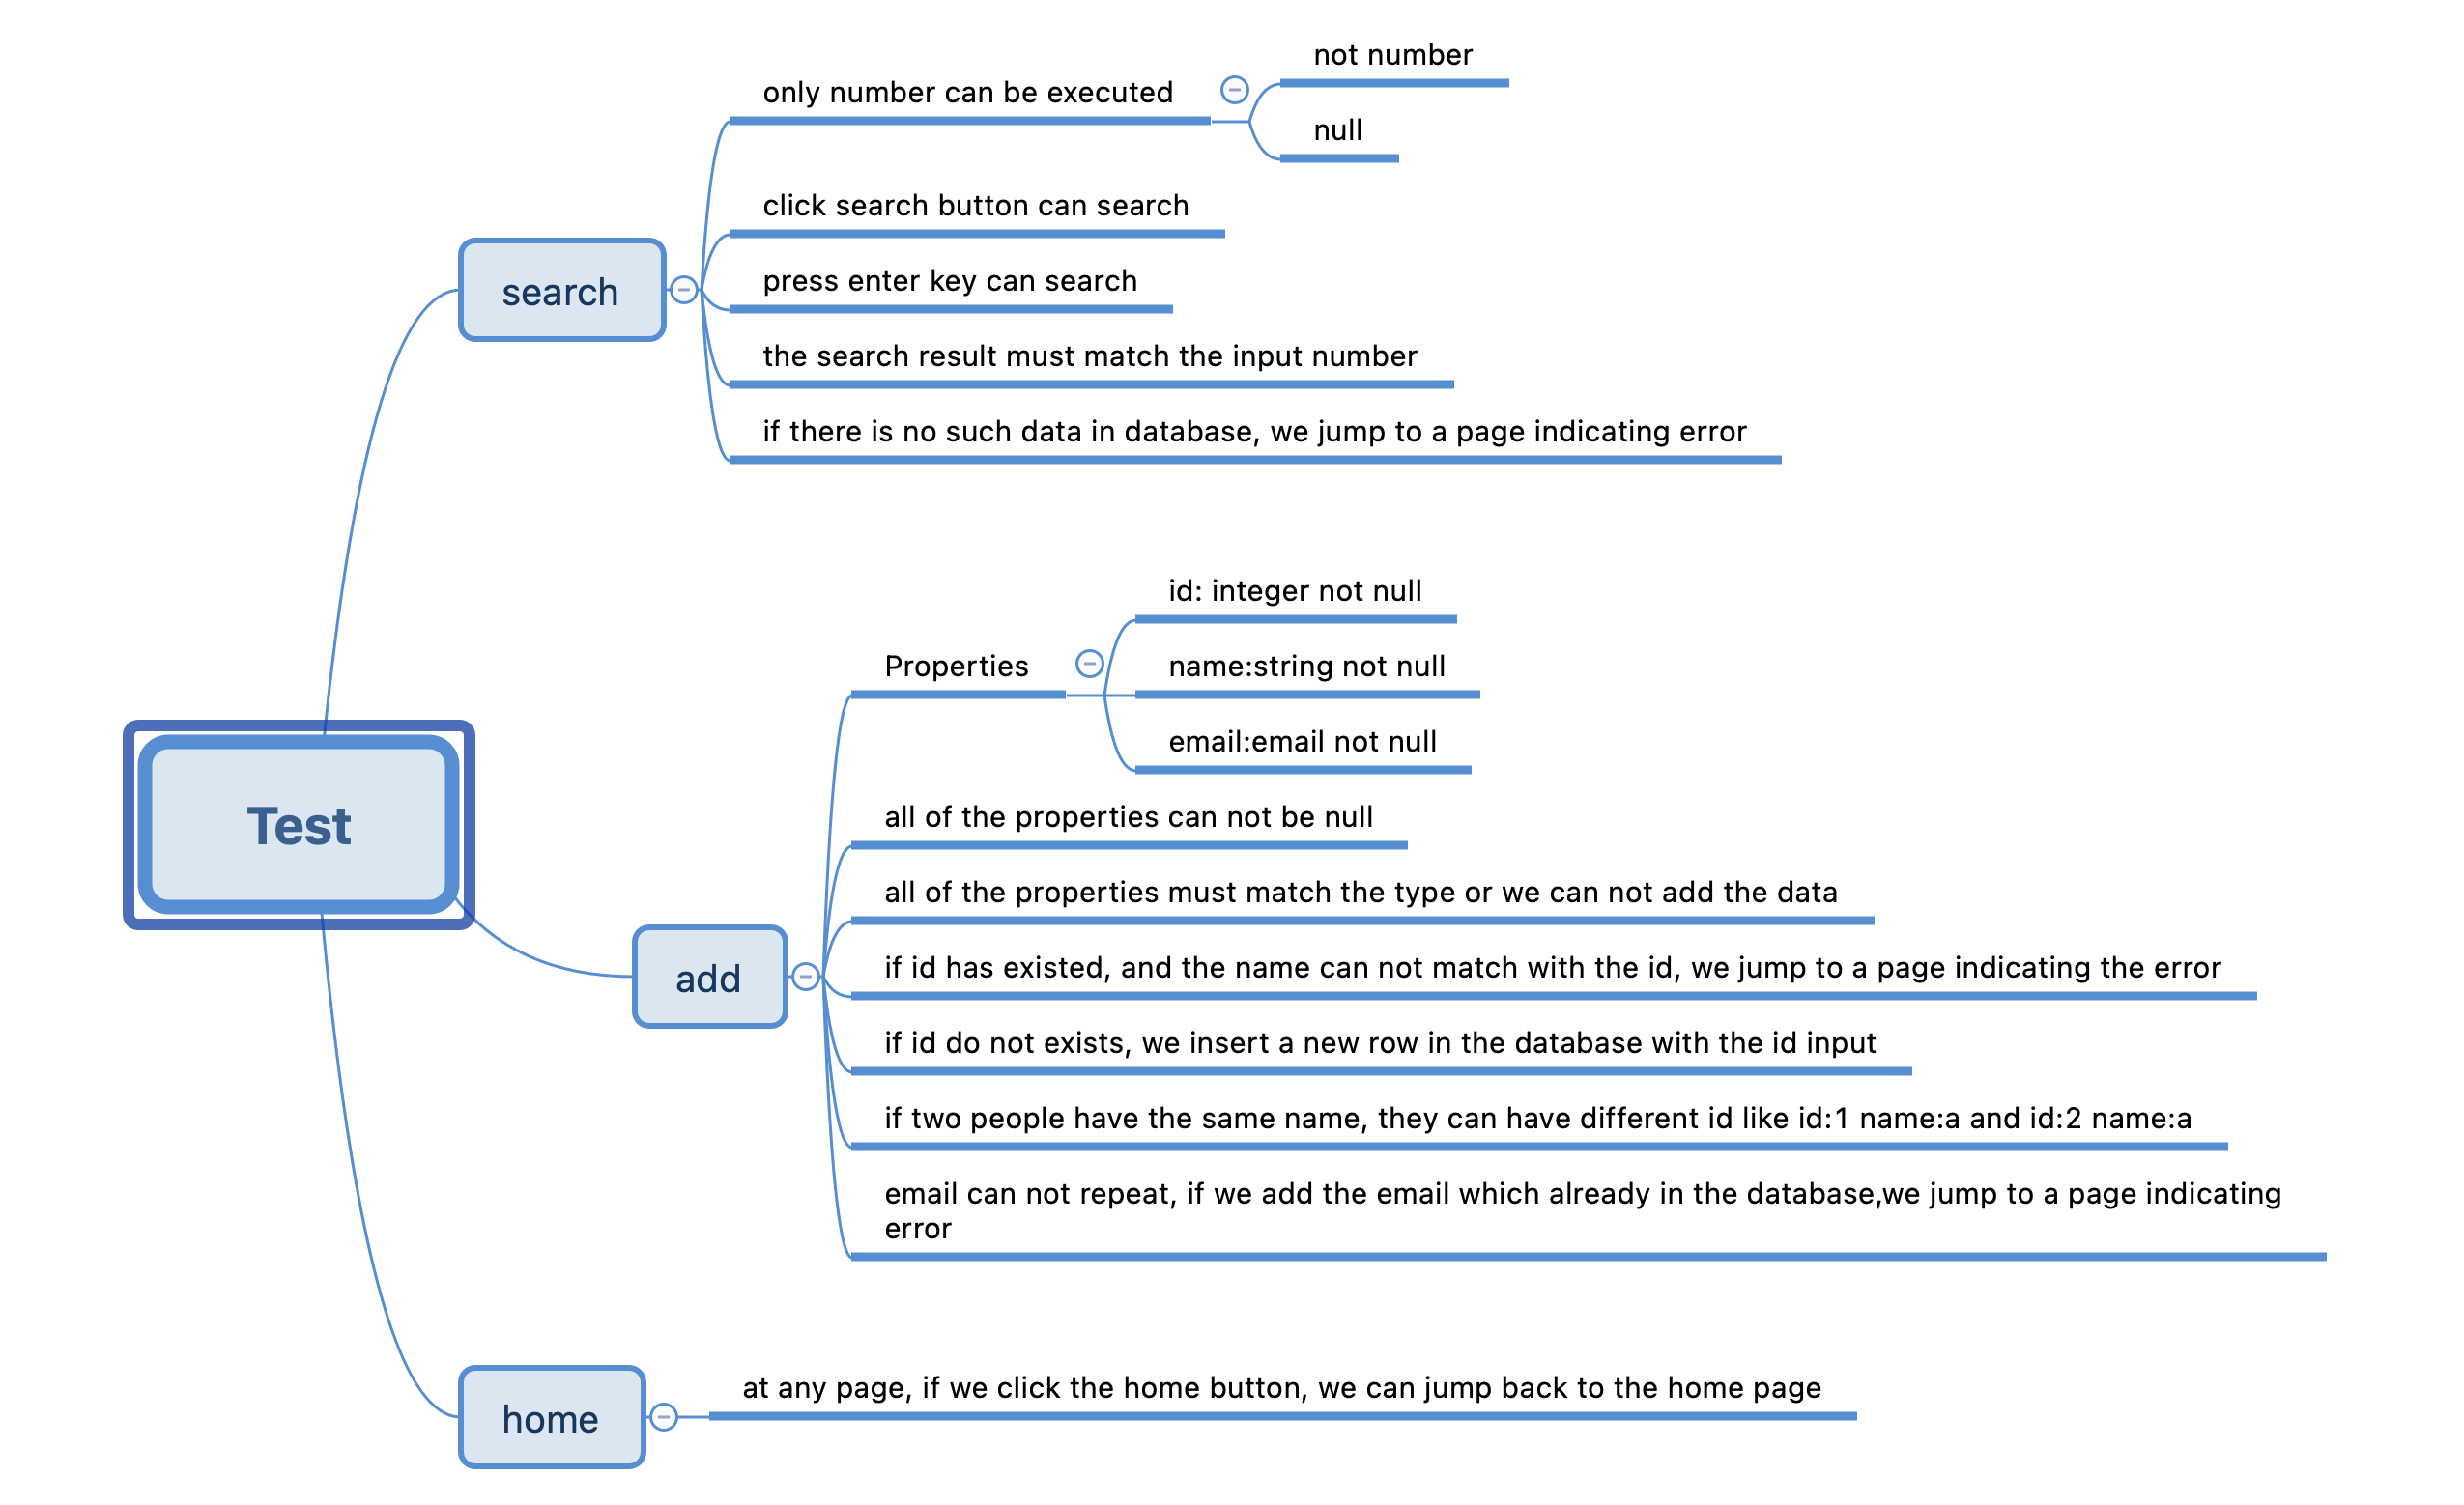 not number
only number can be executed
null
click search button can search
search
press enter key can search
the search result must match the input number
if there is no such data in database, we jump to a page indicating error
id: integer not null
Properties
name:string not null
email:email not null
Test
all of the properties can not be null
all of the properties must match the type or we can not add the data
add
if id has existed, and the name can not match with the id, we jump to a page indicating the error
if id do not exists, we insert a new row in the database with the id input
if two people have the same name, they can have different id like id:1 name:a and id:2 name:a
email can not repeat, if we add the email which already in the database,we jump to a page indicating
error
home
at any page, if we click the home button, we can jump back to the home page